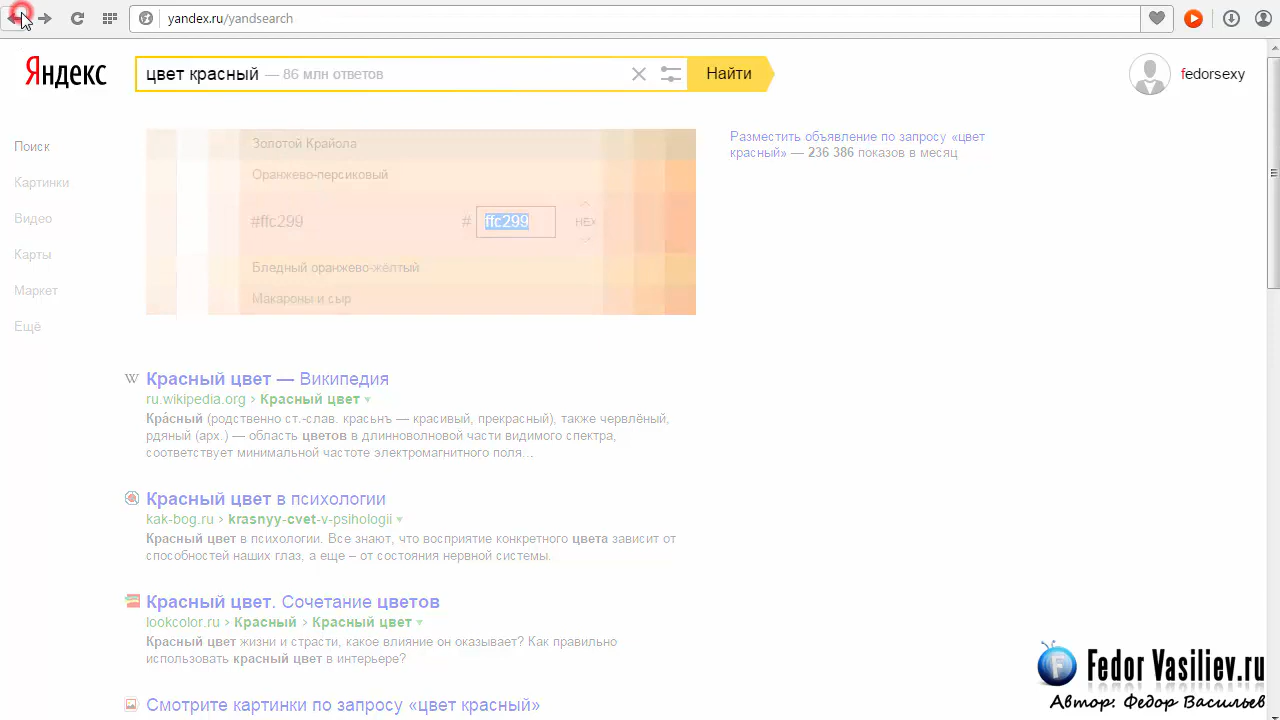 yandex.ru/yandsearch
Яндекс
цвет красный — 86 млн ответов
Найти
fedorsexy
Поиск
Картинки
Видео
Карты
Маркет
Ещё
Золотой Крайола
Оранжево-персиковый
#ffc299
# ffc299
HEX
Бледный оранжево-жёлтый
Макароны и сыр
Разместить объявление по запросу «цвет
красный» — 236 386 показов в месяц
W Красный цвет — Википедия
ru.wikipedia.org › Красный цвет
Кра́сный (родственно ст.-слав. красьнъ — красивый, прекрасный), также червлёный,
рдяный (арх.) — область цветов в длинноволновой части видимого спектра,
соответствует минимальной частоте электромагнитного поля...
Красный цвет в психологии
kak-bog.ru › krasnyy-cvet-v-psihologii
Красный цвет в психологии. Все знают, что восприятие конкретного цвета зависит от
способностей наших глаз, а еще – от состояния нервной системы.
Красный цвет. Сочетание цветов
lookcolor.ru › Красный › Красный цвет
Красный цвет жизни и страсти, какое влияние он оказывает? Как правильно
использовать красный цвет в интерьере?
Смотрите картинки по запросу «цвет красный»
F Fedor Vasiliev.ru
Автор: Федор Васильев